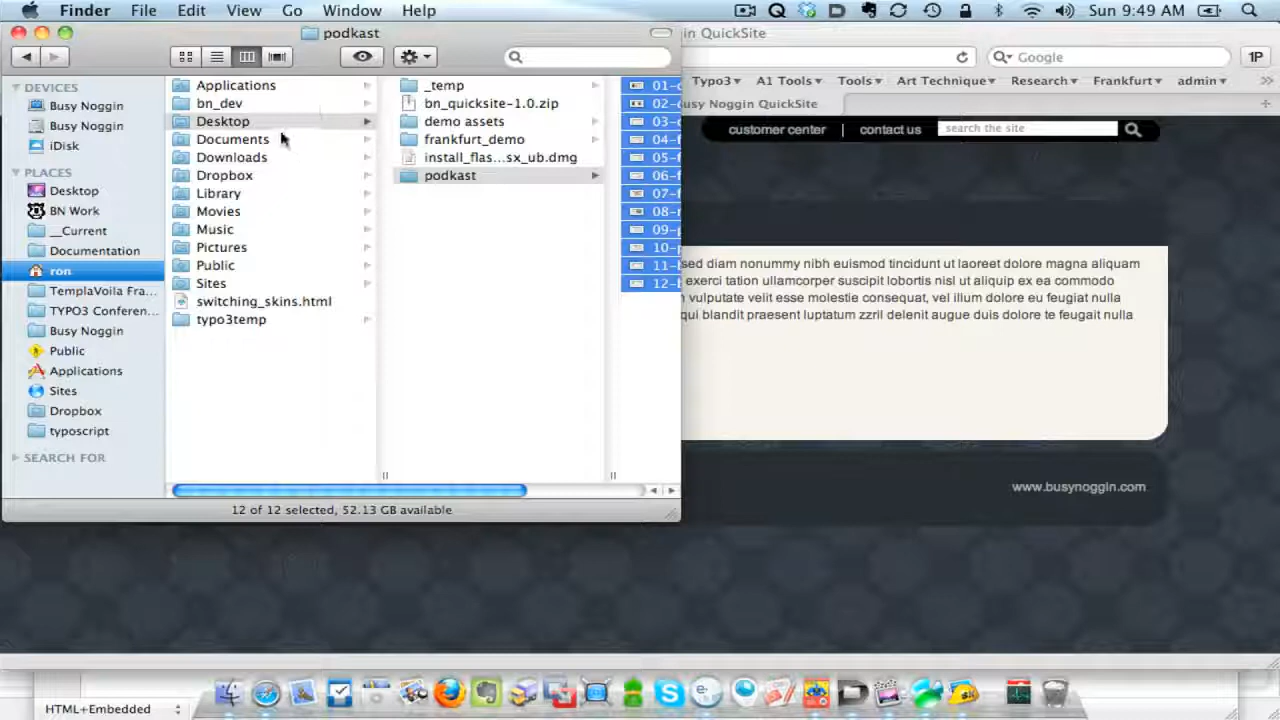 Finder File Edit View Go Window Help Sun 9:49 AM
podkast
in QuickSite
Google
1P
Typo3 A1 Tools Tools Art Technique Research Frankfurt admin
usy Noggin QuickSite
customer center | contact us search the site
DEVICES
Busy Noggin
Busy Noggin
iDisk
PLACES
Desktop
BN Work
__Current
Documentation
ron
TemplaVoila Fra...
TYPO3 Conferen...
Busy Noggin
Public
Applications
Sites
Dropbox
typoscript
SEARCH FOR
Applications
bn_dev
Desktop
Documents
Downloads
Dropbox
Library
Movies
Music
Pictures
Public
Sites
switching_skins.html
typo3temp
_temp
bn_quicksite-1.0.zip
demo assets
frankfurt_demo
install_flas...sx_ub.dmg
podkast
01-
02-
03-
04-f
05-f
06-f
07-f
08-r
09-
10-
11-
12-
sed diam nonummy nibh euismod tincidunt ut laoreet dolore magna aliquam
exerci tation ullamcorper suscipit lobortis nisl ut aliquip ex ea commodo
vulputate velit esse molestie consequat, vel illum dolore eu feugiat nulla
qui blandit praesent luptatum zzril delenit augue duis dolore te feugait nulla
www.busynoggin.com
12 of 12 selected, 52.13 GB available
HTML+Embedded